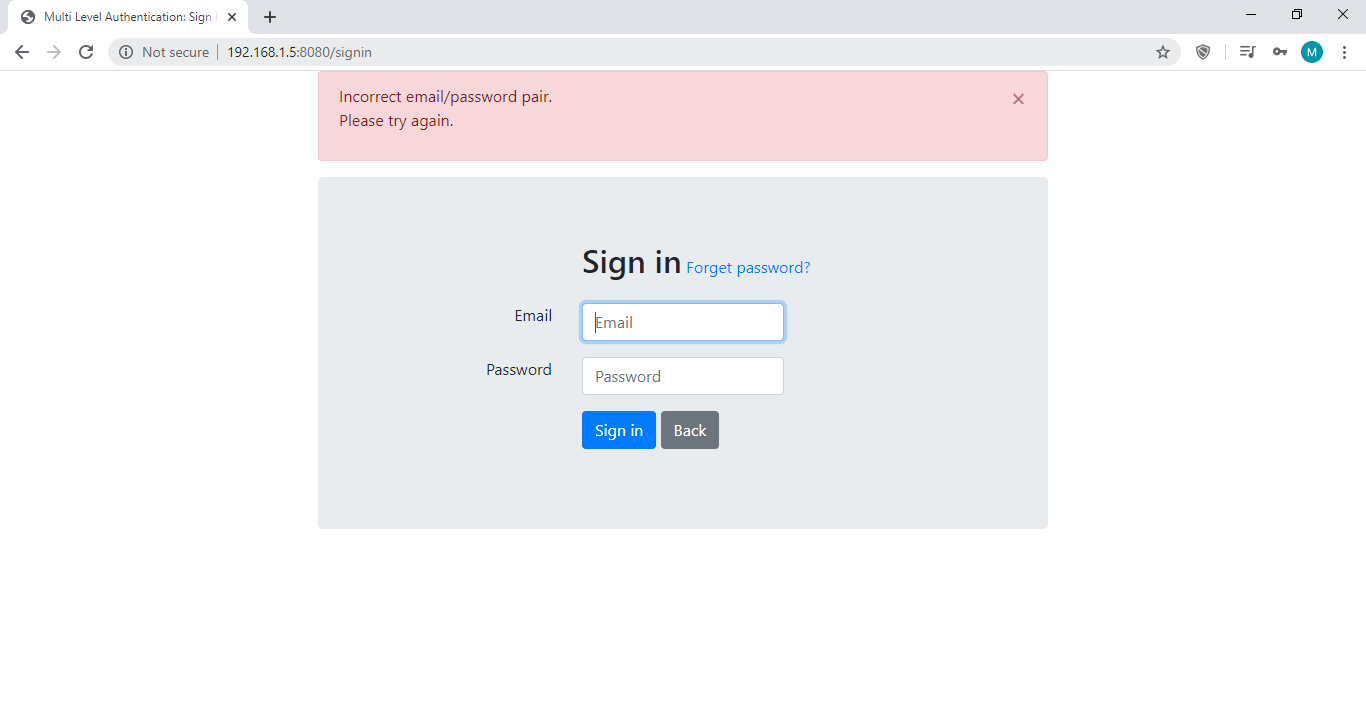 Multi Level Authentication: Sign
Not secure
192.168.1.5:8080/signin
M
Incorrect email/password pair.
Please try again.
×
Sign in Forget password?
Email
Email
Password
Password
Sign in
Back